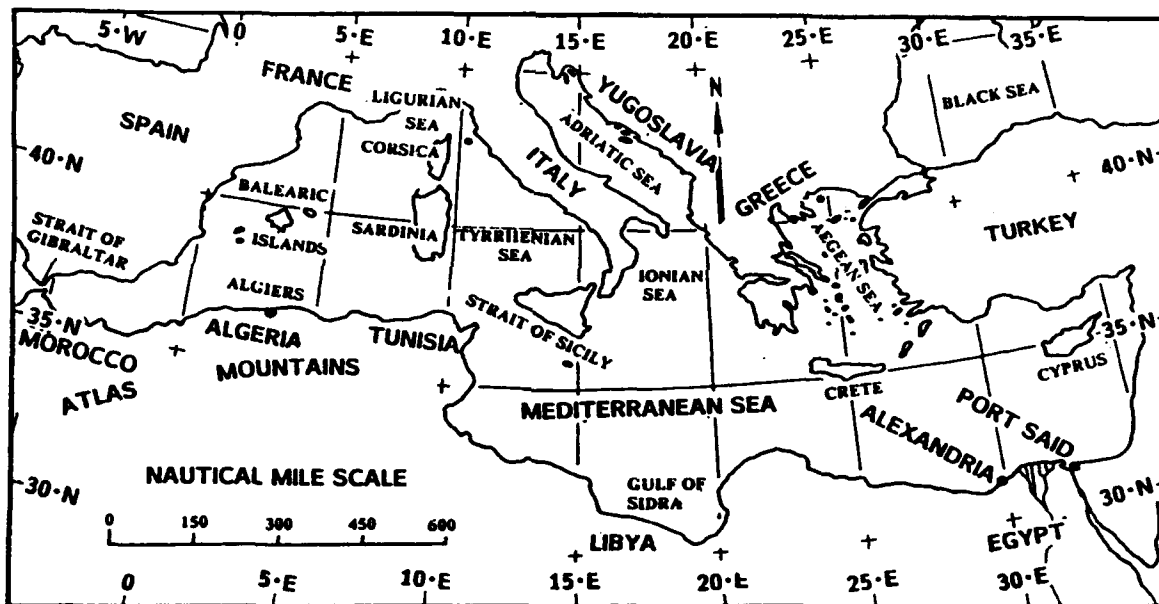 5·W 0 5·E 10·E 15·E 20·E 25·E 30·E 35·E
FRANCE
LIGURIAN
SEA
CORSICA
YUGOSLAVIA
ADRIATIC SEA
N
BLACK SEA
SPAIN
ITALY
40·N
40·N
GREECE
BALEARIC
ISLANDS
SARDINIA
TYRRHENIAN
SEA
AEGEAN SEA
TURKEY
STRAIT OF
GIBRALTAR
IONIAN
SEA
ALGIERS
STRAIT OF SICILY
35·N
35·N
MOROCCO
ALGERIA
TUNISIA
ATLAS
MOUNTAINS
CRETE
CYPRUS
MEDITERRANEAN SEA
ALEXANDRIA
PORT SAID
NAUTICAL MILE SCALE
0 150 300 450 600
GULF OF
SIDRA
30·N
30·N
LIBYA
EGYPT
0 5·E 10·E 15·E 20·E 25·E 30·E